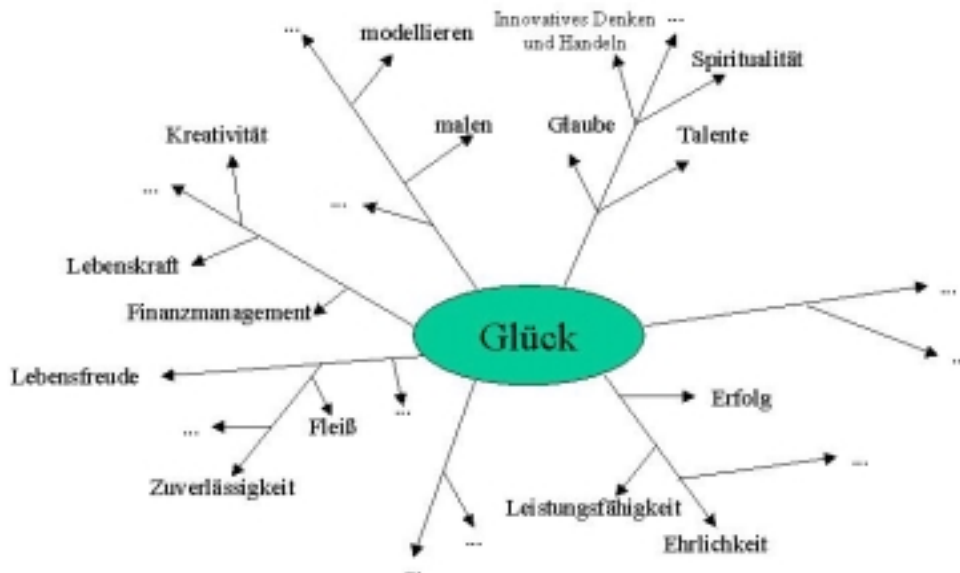 ...
modellieren
Innovatives Denken
und Handeln
...
Spiritualität
Kreativität
malen
Glaube
Talente
...
...
Lebenskraft
Finanzmanagement
...
Glück
...
Lebensfreude
Erfolg
...
...
Fleiß
...
Zuverlässigkeit
Leistungsfähigkeit
Ehrlichkeit
...